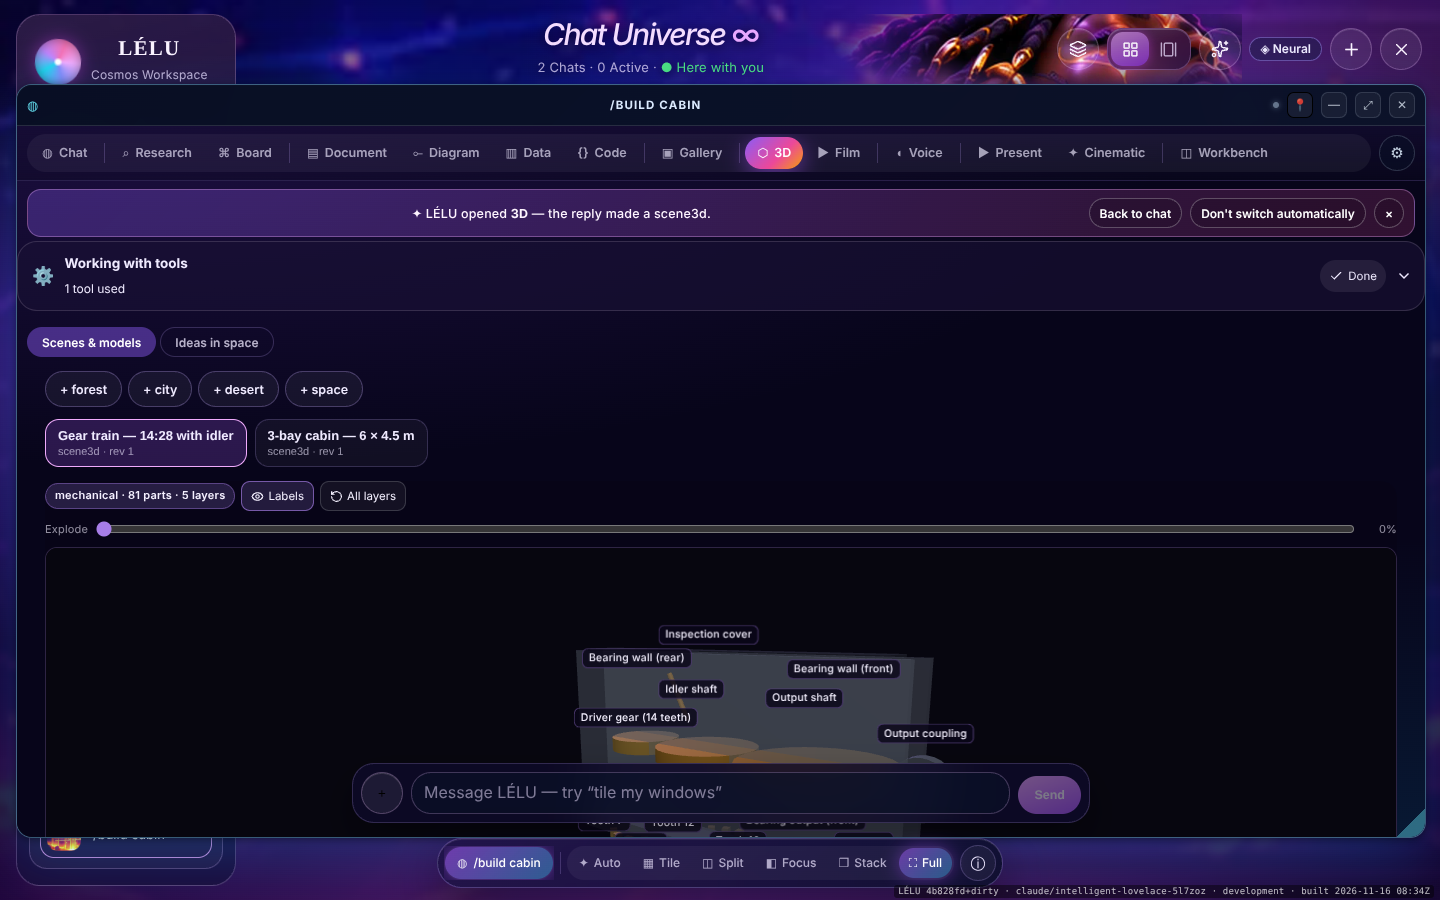 LÉLU
Cosmos Workspace
Chat Universe ∞
2 Chats · 0 Active · Here with you
Neural
/BUILD CABIN
Chat
Research
Board
Document
Diagram
Data
{} Code
Gallery
3D
Film
Voice
Present
Cinematic
Workbench
✦ LÉLU opened 3D — the reply made a scene3d.
Back to chat
Don't switch automatically
×
Working with tools
1 tool used
Done
Scenes & models
Ideas in space
+ forest
+ city
+ desert
+ space
Gear train — 14:28 with idler
scene3d · rev 1
3-bay cabin — 6 × 4.5 m
scene3d · rev 1
mechanical · 81 parts · 5 layers
Labels
All layers
Explode
0%
Inspection cover
Bearing wall (rear)
Bearing wall (front)
Idler shaft
Output shaft
Driver gear (14 teeth)
Output coupling
Message LÉLU — try “tile my windows”
Send
/build cabin
/build cabin
Auto
Tile
Split
Focus
Stack
Full
LÉLU 4b828fd+dirty · claude/intelligent-lovelace-5l7zoz · development · built 2026-11-16 08:34Z